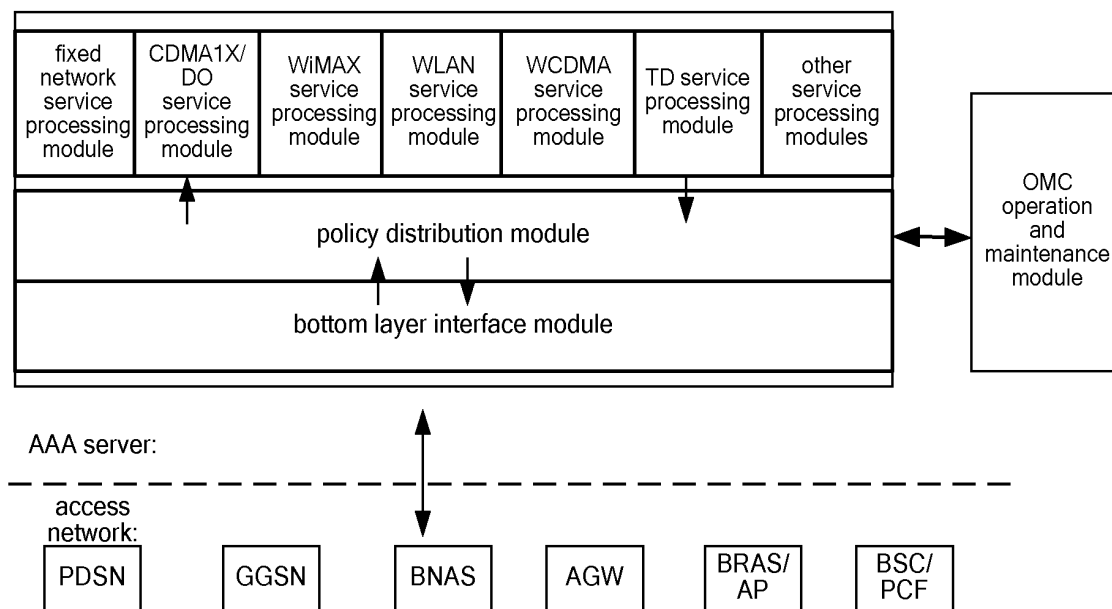 fixed
network
service
processing
module
CDMA1X/
DO
service
processing
module
WiMAX
service
processing
module
WLAN
service
processing
module
WCDMA
service
processing
module
TD service
processing
module
other
service
processing
modules
policy distribution module
bottom layer interface module
OMC
operation
and
maintenance
module
AAA server:
access
network:
PDSN
GGSN
BNAS
AGW
BRAS/
AP
BSC/
PCF